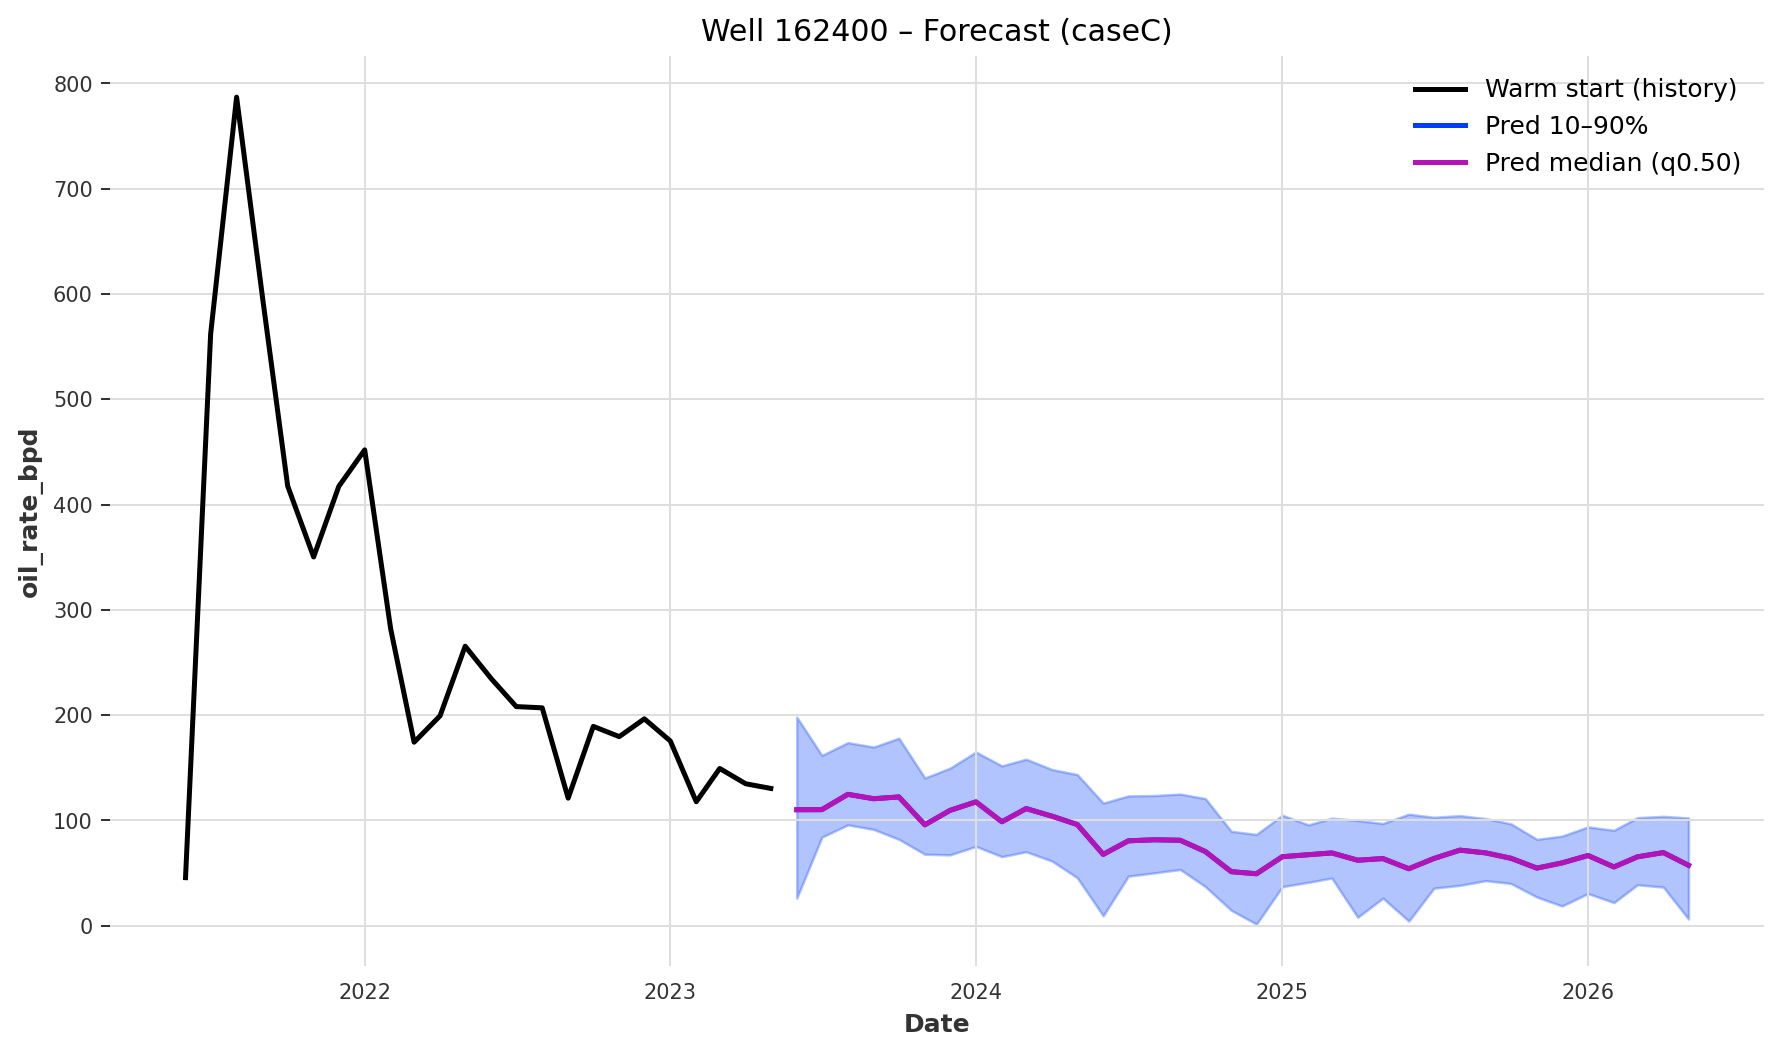 Well 162400 – Forecast (caseC)
Warm start (history)
Pred 10–90%
Pred median (q0.50)
oil_rate_bpd
800
700
600
500
400
300
200
100
0
2022
2023
2024
2025
2026
Date